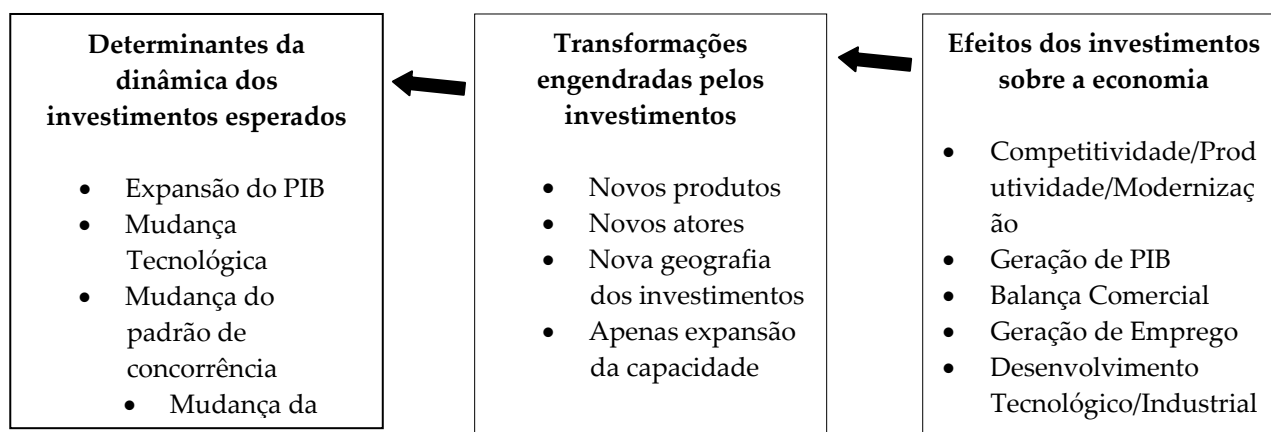 Determinantes da
dinâmica dos
investimentos esperados
• Expansão do PIB
• Mudança
Tecnológica
• Mudança do
padrão de
concorrência
• Mudança da
Transformações
engendradas pelos
investimentos
• Novos produtos
• Novos atores
• Nova geografia
dos investimentos
• Apenas expansão
da capacidade
Efeitos dos investimentos
sobre a economia
• Competitividade/Prod
utividade/Modernizaç
ão
• Geração de PIB
• Balança Comercial
• Geração de Emprego
• Desenvolvimento
Tecnológico/Industrial